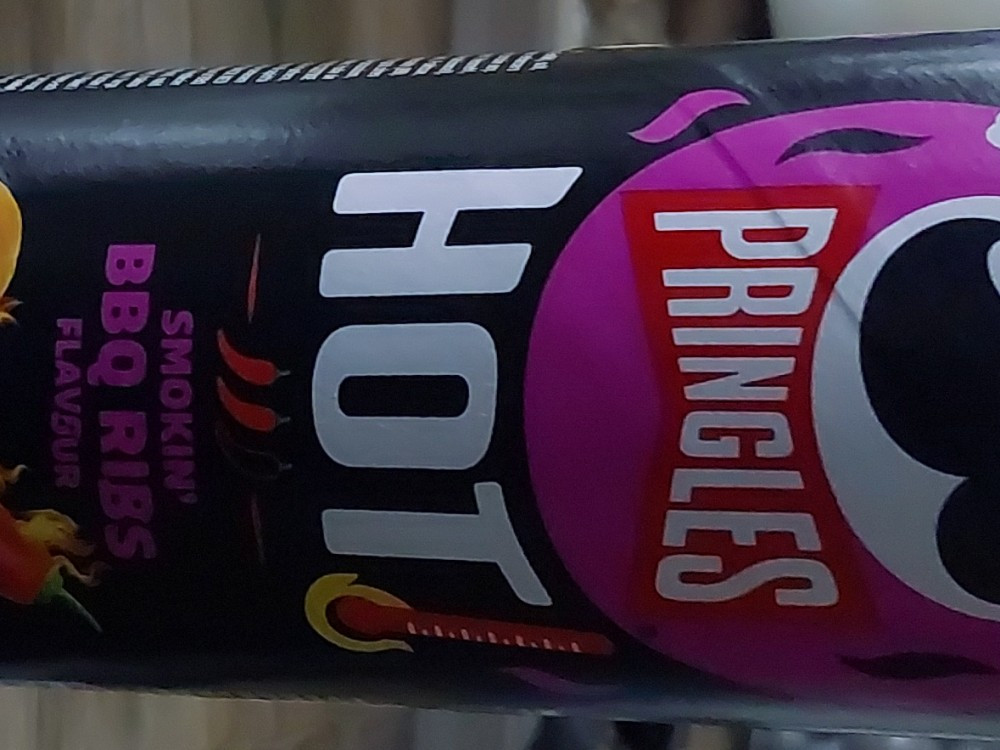 PRINGLES
HOT
SMOKIN'
BBQ RIBS
FLAVOUR